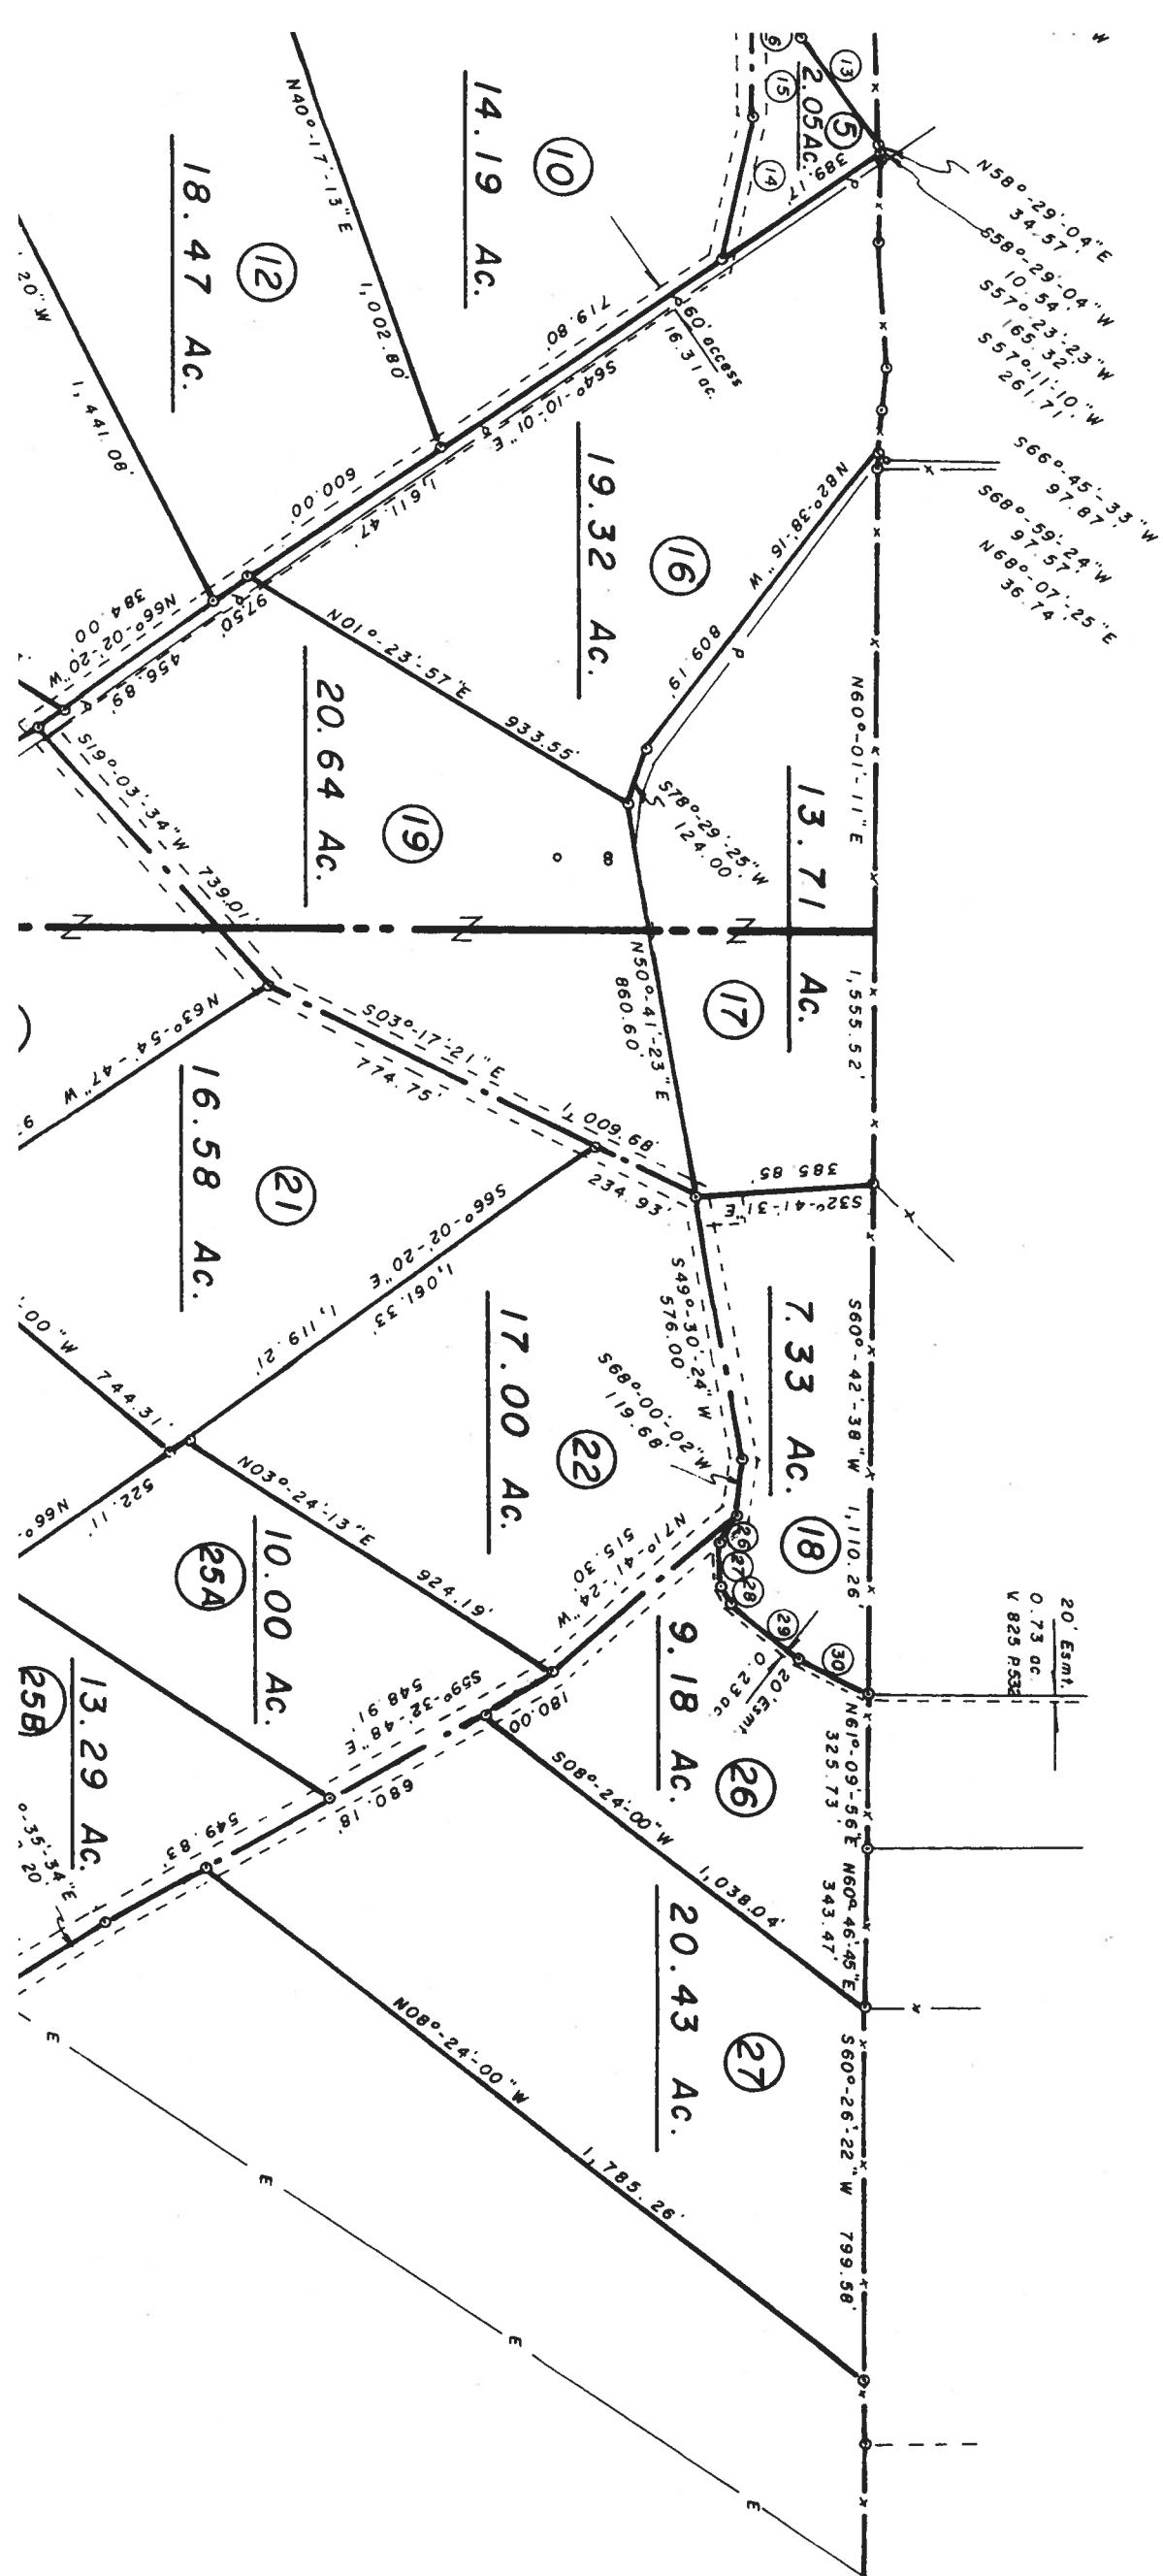 N58°-29'-04"E
34.57'
S58°-29'-04"W
10.54'
S57°-23'-23"W
165.32'
S57°-11'-10"W
261.71'
S66°-45'-33"W
97.87'
S68°-59'-24"W
97.57'
N68°-07'-25"E
36.74'
13
5
2.05 Ac.
15
6
14
389.17'
10
14.19 Ac.
N40°-17'-13"E
1,002.80'
12
18.47 Ac.
20"W
1,441.08'
719.80'
60' access
16.31 ac.
S64°-10'-01"E
1,611.47'
600.00'
97.50'
N66°-02'-20"W
384.00'
456.89'
16
19.32 Ac.
N82°-38'-16"W
809.19'
N01°-23'-57"E
933.55'
S78°-29'-25"W
124.00'
19
20.64 Ac.
S19°-03'-34"W
739.01'
N60°-01'-11"E
1,555.52'
13.71 Ac.
17
N50°-41'-23"E
860.60'
385.85'
S32°-41'-31"E
S03°-17'-21"E
774.75'
1,009.68'
234.93'
N63°-54'-47"W
9.
21
16.58 Ac.
S66°-02'-20"E
1,061.33'
1,119.21'
-00"W
744.31'
522.11'
N66°-
S60°-42'-38"W
1,110.26'
7.33 Ac.
18
S49°-30'-24"W
576.00'
S68°-00'-02"W
119.68'
22
17.00 Ac.
N71°-41'-24"W
515.30'
26
27
28
29
30
20' Esmt.
0.23 ac.
20' Esmt.
0.73 ac.
V 825 P532
N03°-24'-13"E
924.19'
25A
10.00 Ac.
S59°-32'-48"E
548.91'
180.00'
680.18'
549.83'
9.18 Ac.
26
N61°-09'-56"E
325.73'
N60°-46'-45"E
343.47'
S08°-24'-00"W
1,038.04'
25B
13.29 Ac.
°-35'-34"E
20'
20.43 Ac.
27
S60°-26'-22"W
799.58'
N08°-24'-00"W
1,785.26'
E
E
E
E